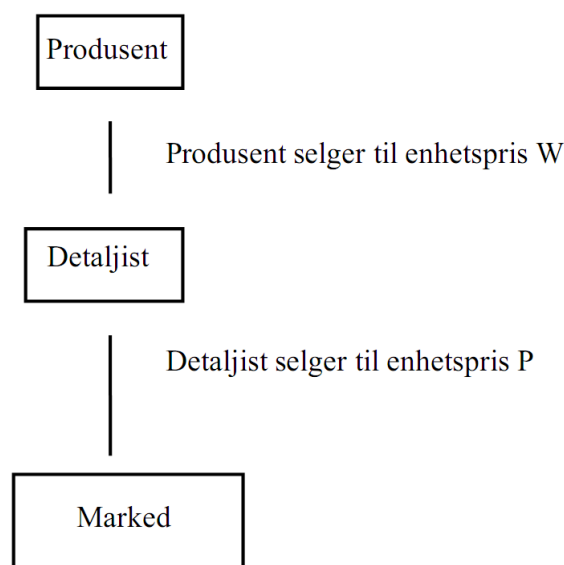 Produsent
Produsent selger til enhetspris W
Detaljist
Detaljist selger til enhetspris P
Marked